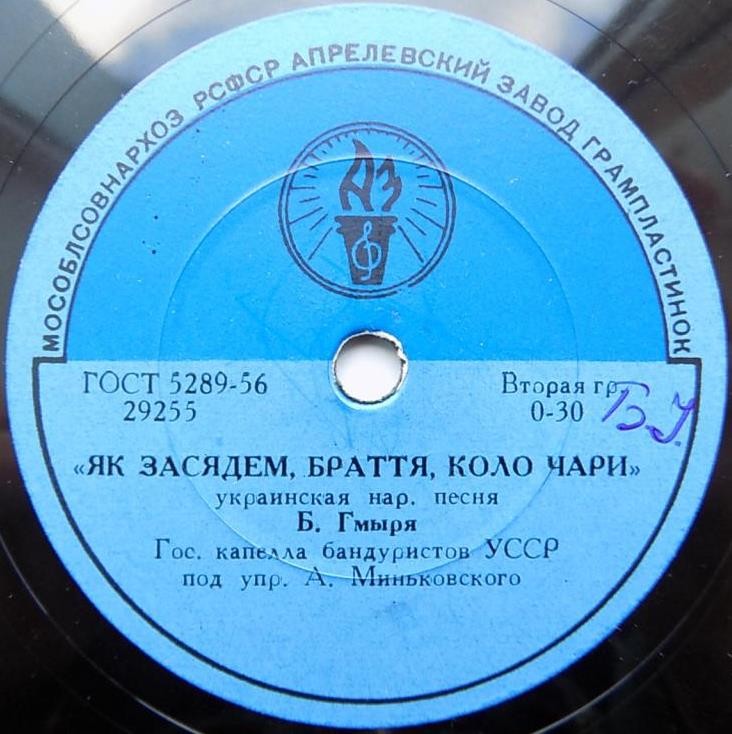 МОСОБЛСОВНАРХОЗ РСФСР АПРЕЛЕВСКИЙ ЗАВОД ГРАМПЛАСТИНОК
АЗ
ГОСТ 5289-56
29255
Вторая гр.
0-30
Б.У.
«ЯК ЗАСЯДЕМ, БРАТТЯ, КОЛО ЧАРИ»
украинская нар. песня
Б. Гмыря
Гос. капелла бандуристов УССР
под упр. А. Миньковского